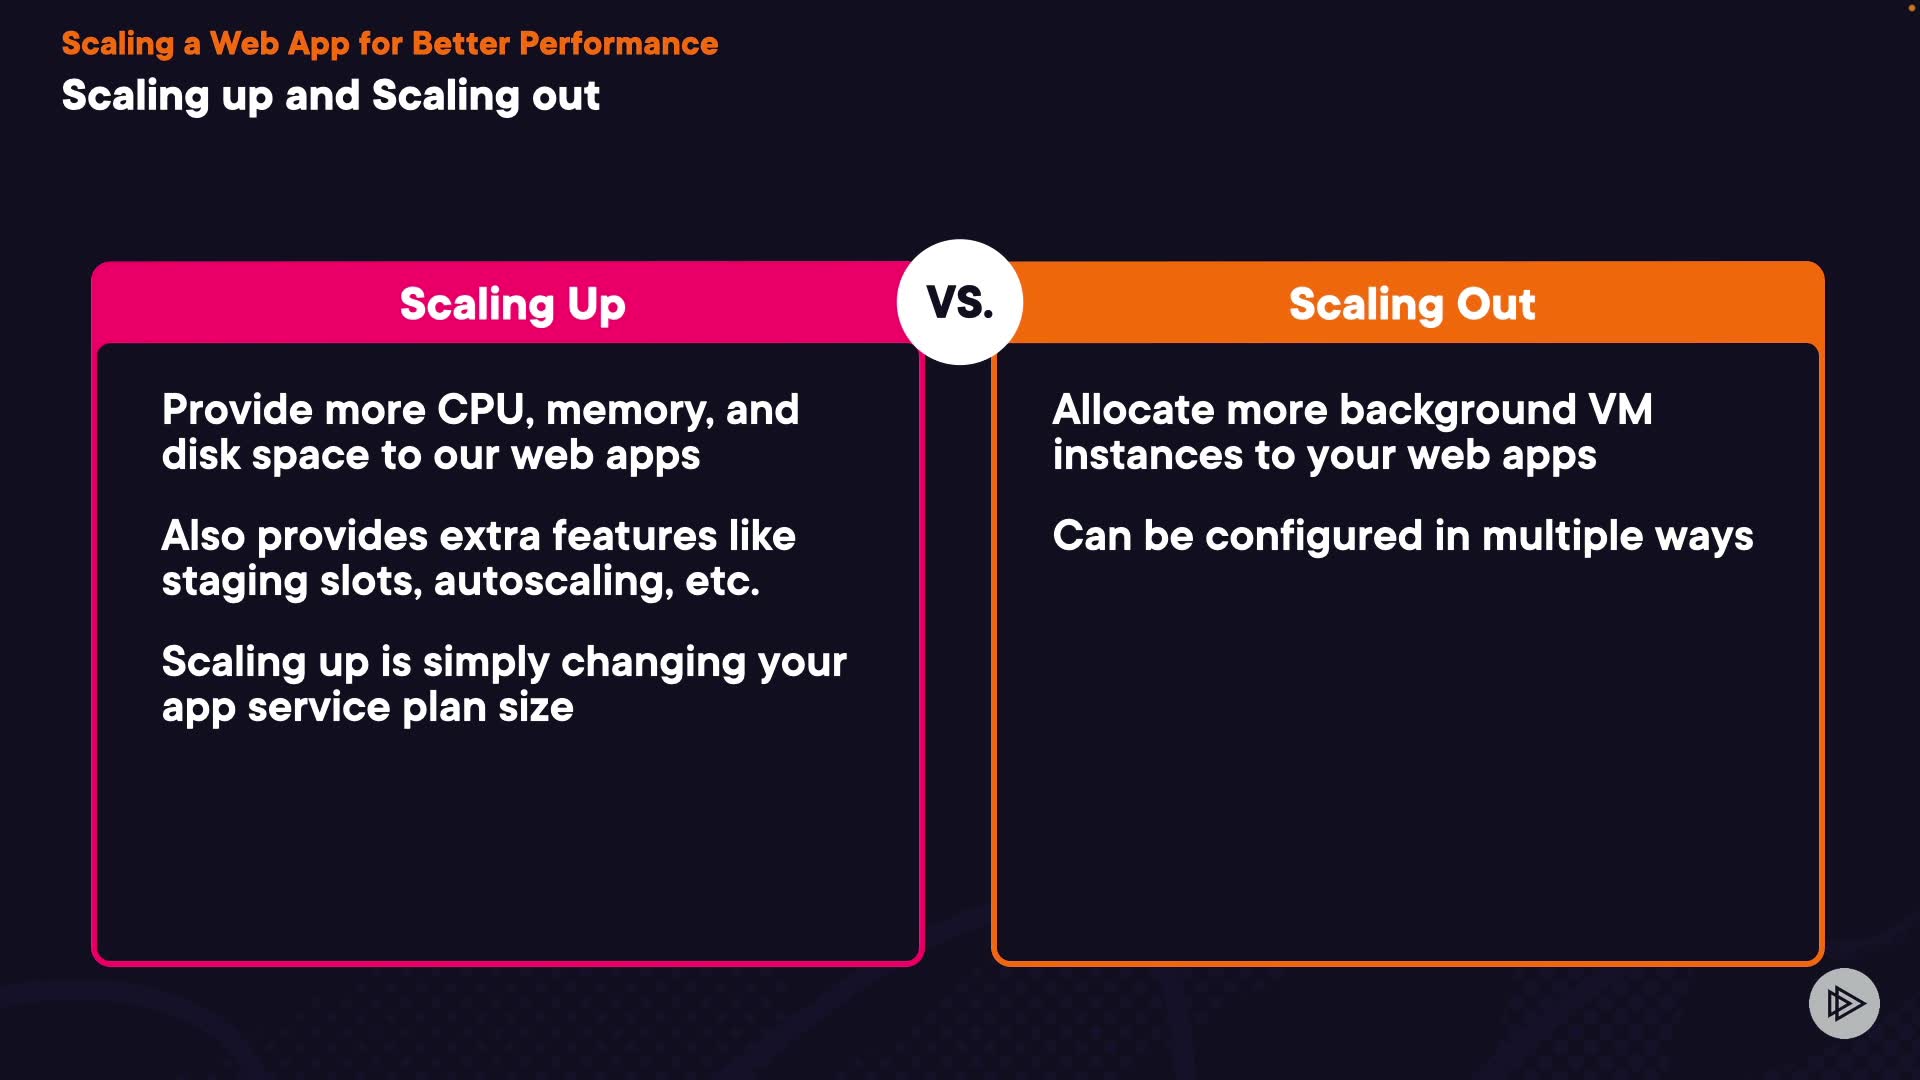 Scaling a Web App for Better Performance
Scaling up and Scaling out
Scaling Up
VS.
Scaling Out
Provide more CPU, memory, and
disk space to our web apps
Also provides extra features like
staging slots, autoscaling, etc.
Scaling up is simply changing your
app service plan size
Allocate more background VM
instances to your web apps
Can be configured in multiple ways